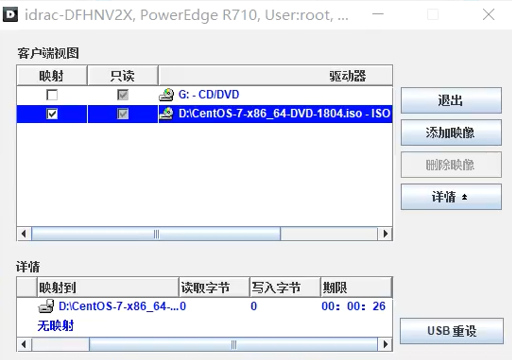 idrac-DFHNV2X, PowerEdge R710, User:root, ...
客户端视图
映射 只读 驱动器
G: - CD/DVD
D:\CentOS-7-x86_64-DVD-1804.iso - ISO
退出
添加映像
删除映像
详情
详情
映射到 读取字节 写入字节 期限
D:\CentOS-7-x86_64-...0 0 00: 00: 26
无映射
USB 重设